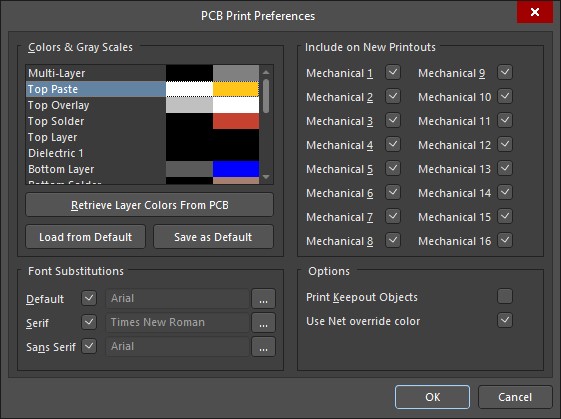 PCB Print Preferences
Colors & Gray Scales
Multi-Layer
Top Paste
Top Overlay
Top Solder
Top Layer
Dielectric 1
Bottom Layer
Bottom Solder
Retrieve Layer Colors From PCB
Load from Default
Save as Default
Include on New Printouts
Mechanical 1
Mechanical 9
Mechanical 2
Mechanical 10
Mechanical 3
Mechanical 11
Mechanical 4
Mechanical 12
Mechanical 5
Mechanical 13
Mechanical 6
Mechanical 14
Mechanical 7
Mechanical 15
Mechanical 8
Mechanical 16
Font Substitutions
Default
Arial
...
Serif
Times New Roman
...
Sans Serif
Arial
...
Options
Print Keepout Objects
Use Net override color
OK
Cancel